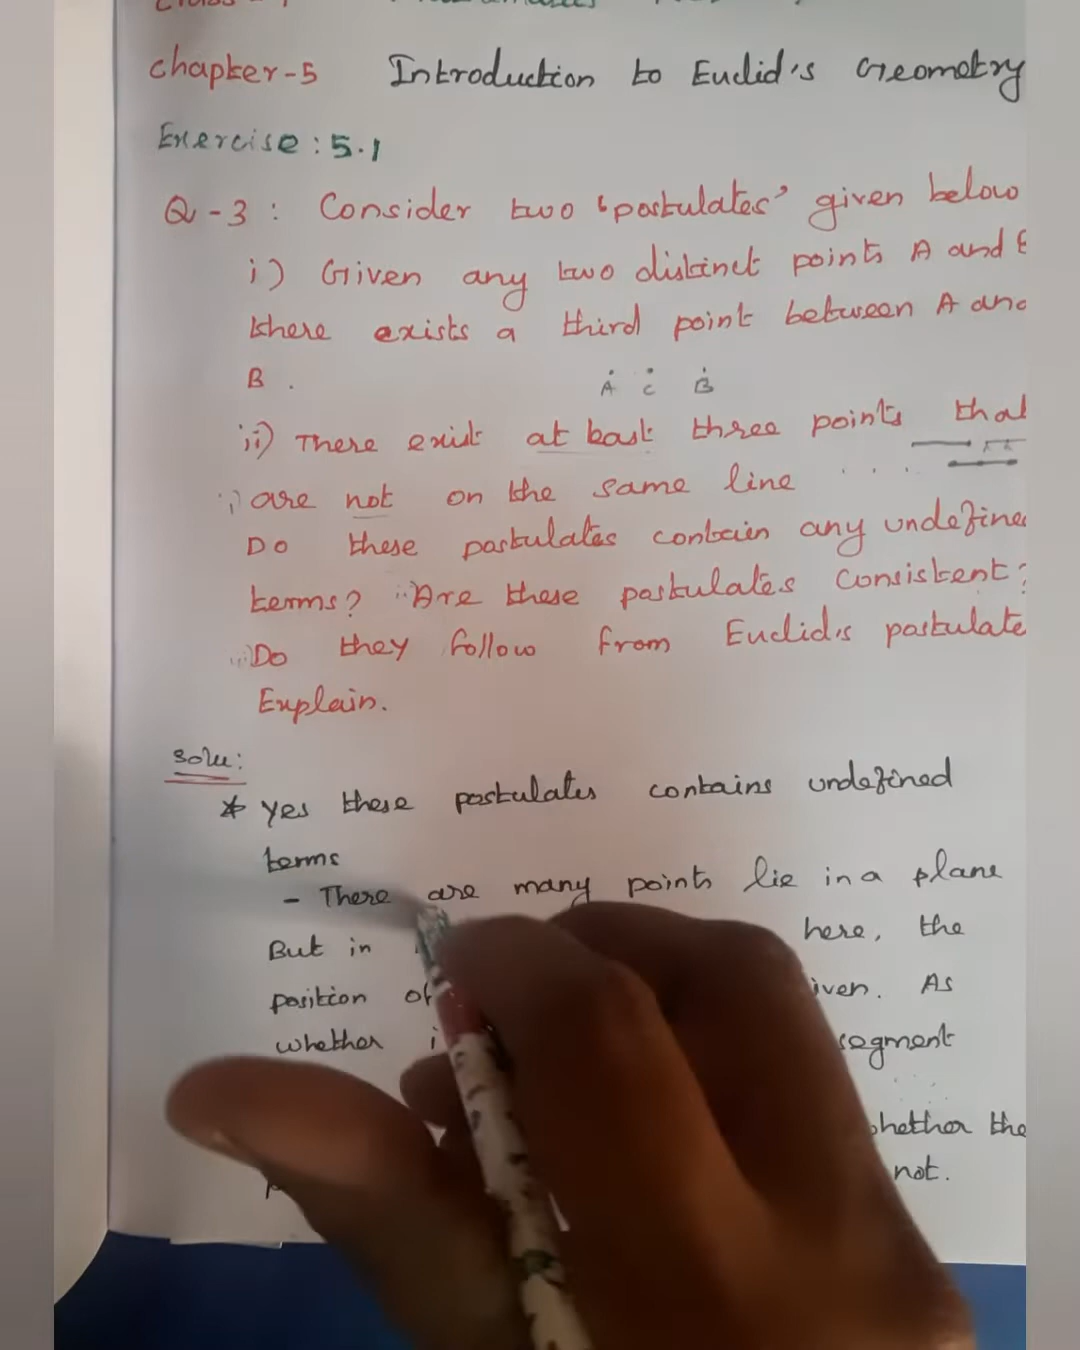 chapter-5 Introduction to Euclid's Geometry
Exercise : 5.1
Q-3 : Consider two 'postulates' given below
i) Given any two distinct points A and
there exists a third point between A and
B .
A C B
ii) There exist at least three points that
i) are not on the same line
Do these postulates contain any undefine
terms? ii) Are these postulates Consistent?
iii) Do they follow from Euclid's postulate
Explain.
Solu:
* yes these postulates contains undefined
terms
- There are many points lie in a plane
But in here, the
position of iven. As
whether segment
whether the
not.